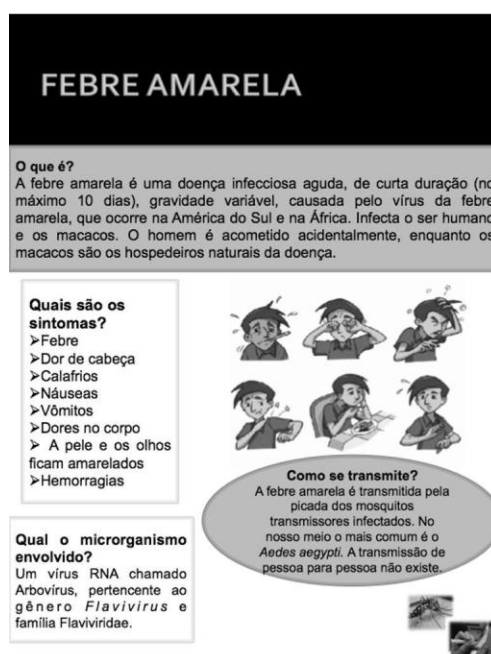 FEBRE AMARELA
O que é?
A febre amarela é uma doença infecciosa aguda, de curta duração (no
máximo 10 dias), gravidade variável, causada pelo vírus da febre
amarela, que ocorre na América do Sul e na África. Infecta o ser humano
e os macacos. O homem é acometido acidentalmente, enquanto os
macacos são os hospedeiros naturais da doença.
Quais são os
sintomas?
➢Febre
➢Dor de cabeça
➢Calafrios
➢Náuseas
➢Vômitos
➢Dores no corpo
➢ A pele e os olhos
ficam amarelados
➢Hemorragias
Como se transmite?
A febre amarela é transmitida pela
picada dos mosquitos
transmissores infectados. No
nosso meio o mais comum é o
Aedes aegypti. A transmissão de
pessoa para pessoa não existe.
Qual o microrganismo
envolvido?
Um vírus RNA chamado
Arbovírus, pertencente ao
gênero Flavivirus e
família Flaviviridae.